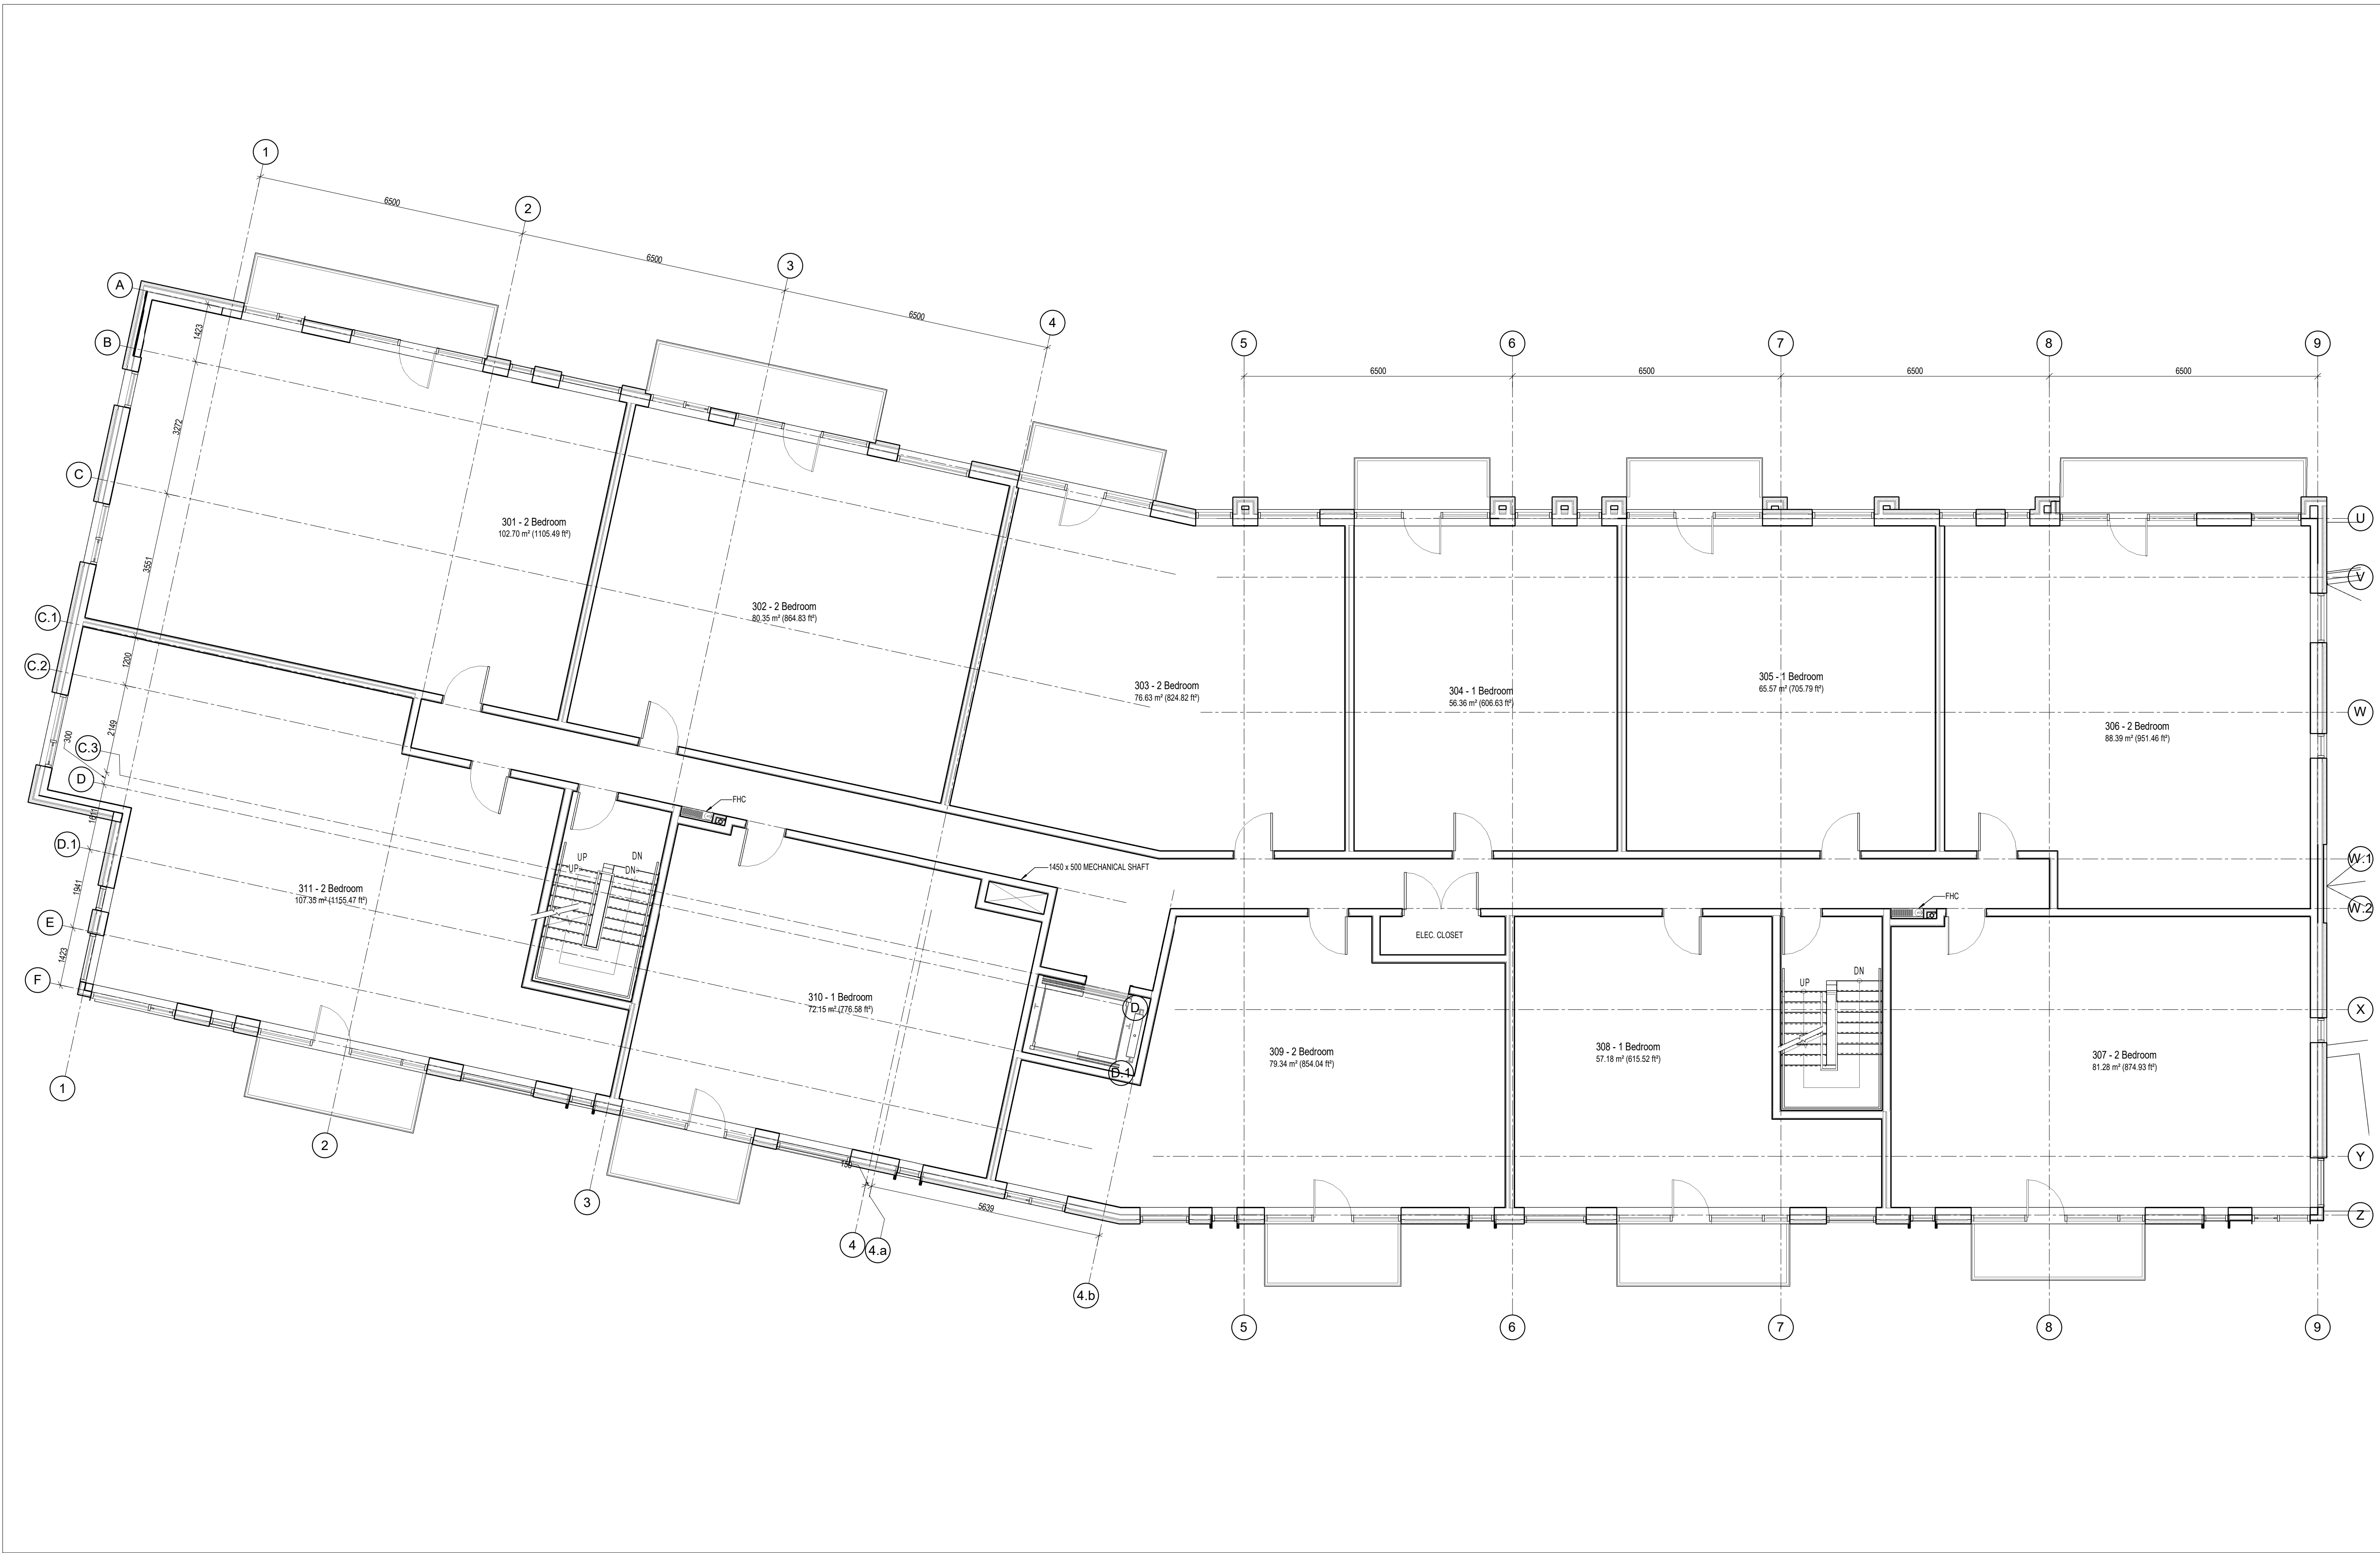 1
6500
2
6500
3
6500
4
A
B
C
C.1
C.2
C.3
D
D.1
E
F
1423
3272
3551
1200
2149
300
1941
1423
5
6
7
8
9
6500
6500
6500
6500
301 - 2 Bedroom
102.70 m² (1105.49 ft²)
302 - 2 Bedroom
80.35 m² (864.83 ft²)
303 - 2 Bedroom
76.63 m² (824.82 ft²)
304 - 1 Bedroom
56.36 m² (606.63 ft²)
305 - 1 Bedroom
65.57 m² (705.79 ft²)
306 - 2 Bedroom
88.39 m² (951.46 ft²)
U
V
W
W.1
W.2
X
Y
Z
FHC
1450 x 500 MECHANICAL SHAFT
UP
DN
UP
DN
311 - 2 Bedroom
107.35 m² (1155.47 ft²)
310 - 1 Bedroom
72.15 m² (776.58 ft²)
D
D.1
ELEC. CLOSET
FHC
UP
DN
309 - 2 Bedroom
79.34 m² (854.04 ft²)
308 - 1 Bedroom
57.18 m² (615.52 ft²)
307 - 2 Bedroom
81.28 m² (874.93 ft²)
150
5639
1
2
3
4
4.a
4.b
5
6
7
8
9